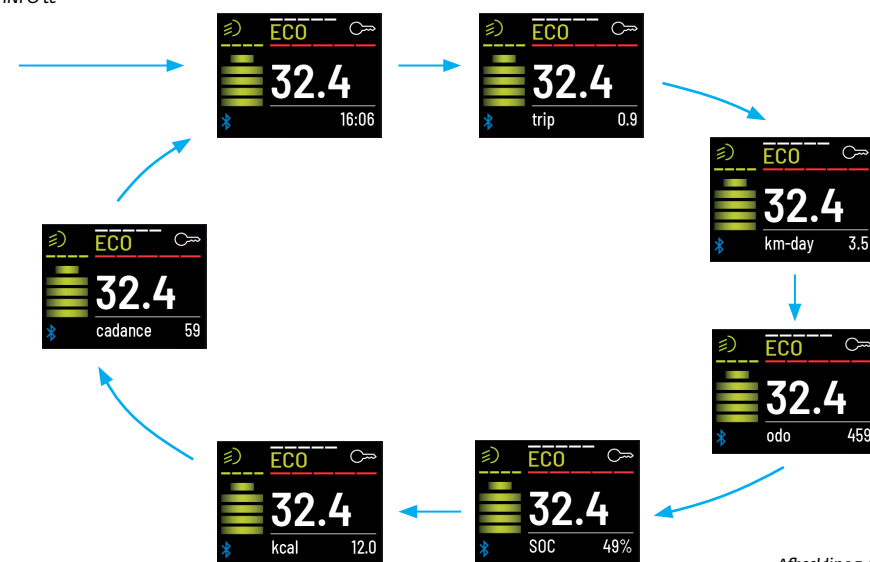 ECO
32.4
16:06
ECO
32.4
trip 0.9
ECO
32.4
km-day 3.5
ECO
32.4
odo 459
ECO
32.4
SOC 49%
ECO
32.4
kcal 12.0
ECO
32.4
cadance 59